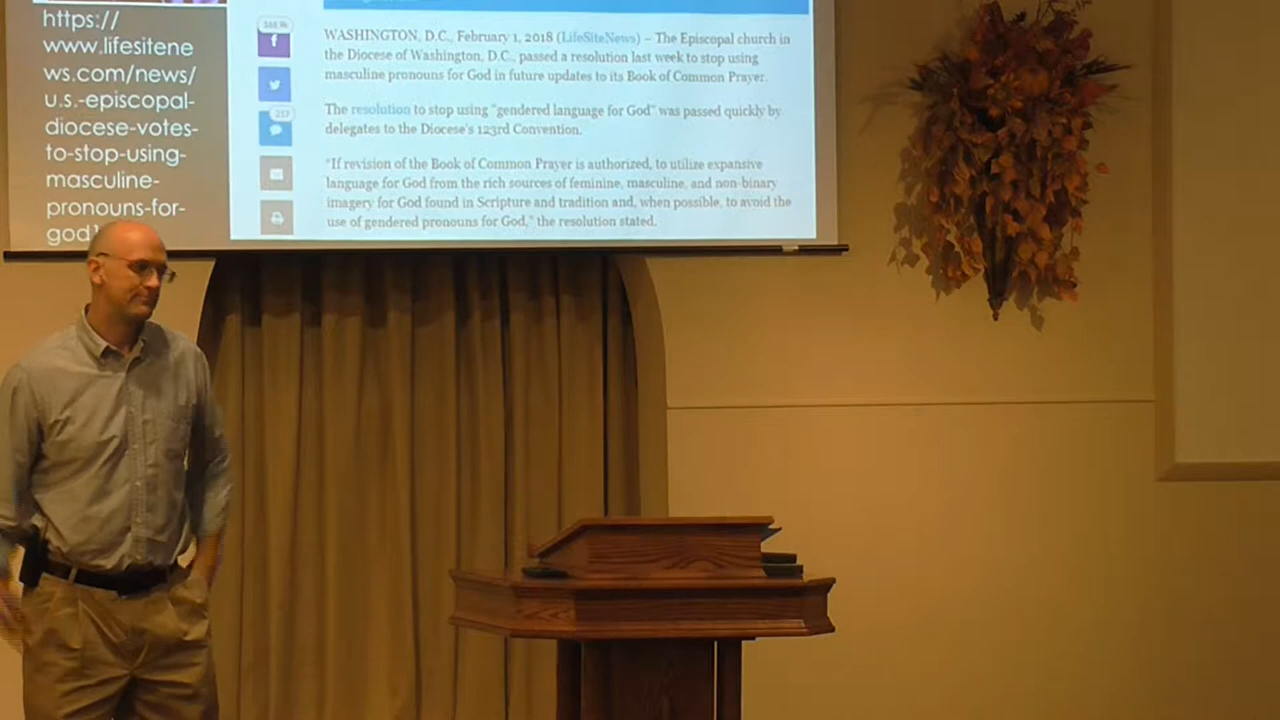 https://
www.lifesitene
ws.com/news/
u.s.-episcopal-
diocese-votes-
to-stop-using-
masculine-
pronouns-for-
god
WASHINGTON, D.C., February 1, 2018 (LifeSiteNews) – The Episcopal church in
the Diocese of Washington, D.C., passed a resolution last week to stop using
masculine pronouns for God in future updates to its Book of Common Prayer.
The resolution to stop using "gendered language for God" was passed quickly by
delegates to the Diocese's 123rd Convention.
217
"If revision of the Book of Common Prayer is authorized, to utilize expansive
language for God from the rich sources of feminine, masculine, and non-binary
imagery for God found in Scripture and tradition and, when possible, to avoid the
use of gendered pronouns for God," the resolution stated.